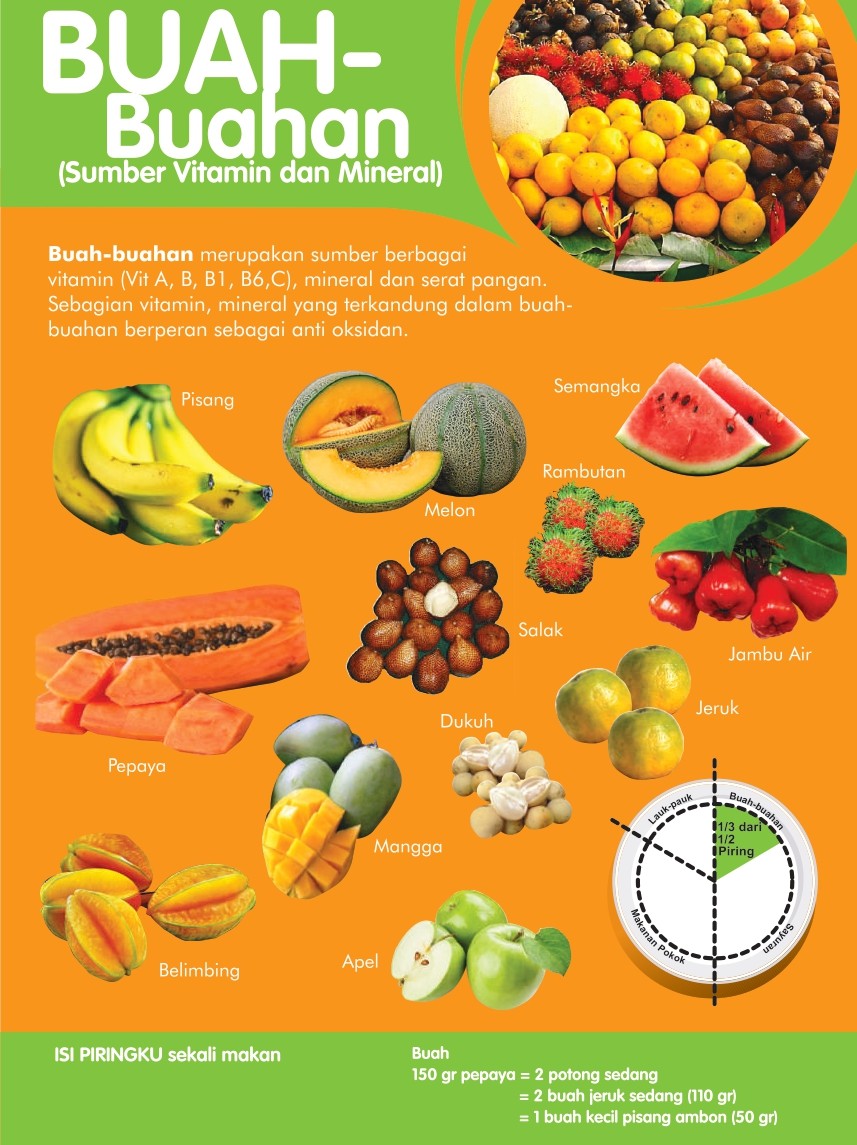 BUAH-
Buahan
(Sumber Vitamin dan Mineral)
Buah-buahan merupakan sumber berbagai
vitamin (Vit A, B, B1, B6,C), mineral dan serat pangan.
Sebagian vitamin, mineral yang terkandung dalam buah-
buahan berperan sebagai anti oksidan.
Pisang
Melon
Semangka
Rambutan
Salak
Jambu Air
Pepaya
Dukuh
Jeruk
Mangga
Belimbing
Apel
Lauk-pauk
Buah-buahan
1/3 dari
1/2
Piring
Makanan Pokok
Sayuran
ISI PIRINGKU sekali makan
Buah
150 gr pepaya = 2 potong sedang
= 2 buah jeruk sedang (110 gr)
= 1 buah kecil pisang ambon (50 gr)